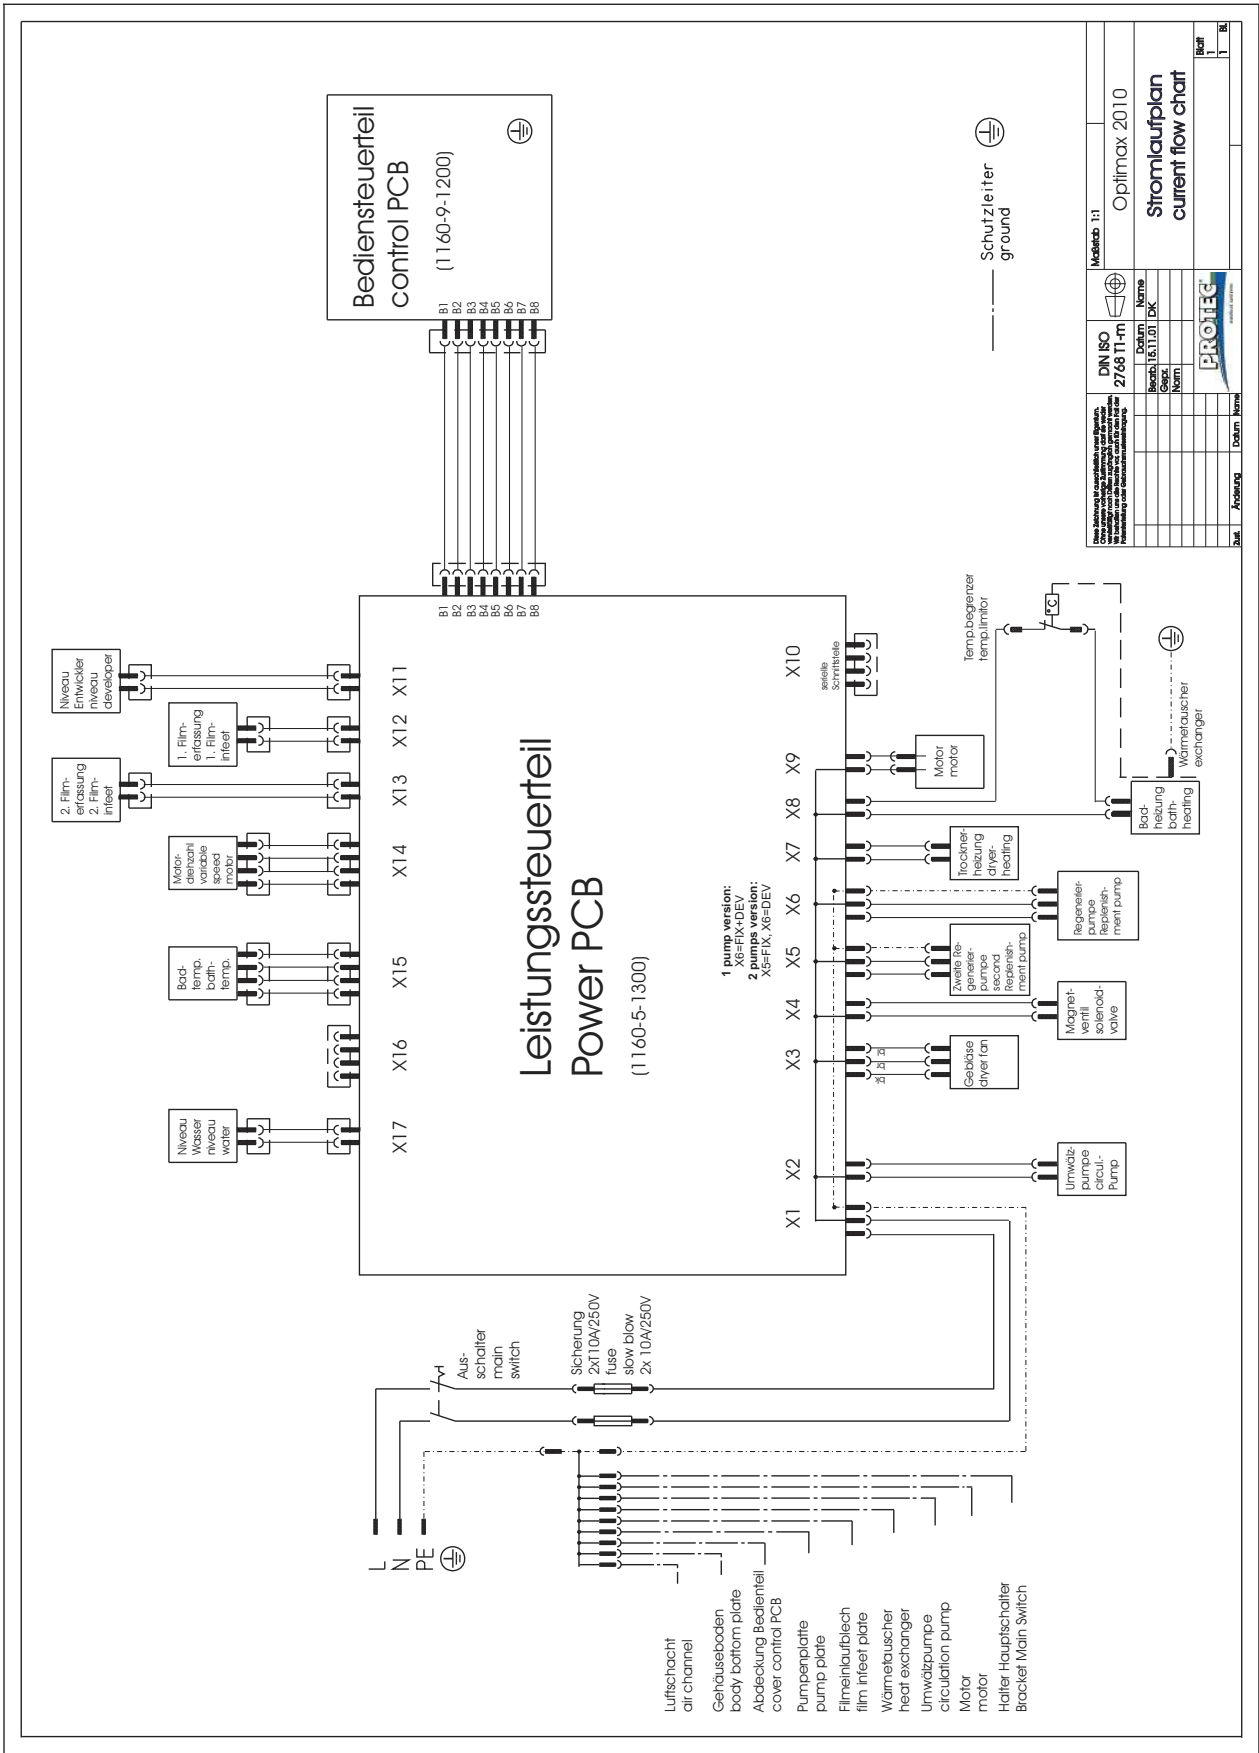 Bediensteuerteil
control PCB
(1160-9-1200)
B1
B2
B3
B4
B5
B6
B7
B8
B1
B2
B3
B4
B5
B6
B7
B8
Leistungssteuerteil
Power PCB
(1160-5-1300)
1 pump version:
X6=FIX+DEV
2 pumps version:
X5=FIX, X6=DEV
X17
X16
X15
X14
X13
X12
X11
X1
X2
X3
X4
X5
X6
X7
X8
X9
X10
serielle
Schnittstelle
Niveau
Wasser
niveau
water
Bad-
temp.
bath-
temp.
Motor-
drehzahl
variable
speed
motor
2. Film-
erfassung
2. Film-
infeet
1. Film-
erfassung
1. Film-
infeet
Niveau
Entwickler
niveau
developer
L
N
PE
Aus-
schalter
main
switch
Sicherung
2xT10A/250V
fuse
slow blow
2x 10A/250V
Umwälz-
pumpe
circul.-
Pump
Gebläse
dryer fan
Magnet-
ventil
solenoid-
valve
Zweite Re-
generier-
pumpe
second
Replenish-
ment pump
Regenerier-
pumpe
Replenish-
ment pump
Trockner-
heizung
dryer-
heating
Motor
motor
Bad-
heizung
bath-
heating
Wärmetauscher
exchanger
Temp.begrenzer
temp.limitor
°C
Schutzleiter
ground
Luftschacht
air channel
Gehäuseboden
body bottom plate
Abdeckung Bedienteil
cover control PCB
Pumpenplatte
pump plate
Filmeinlaufblech
film infeet plate
Wärmetauscher
heat exchanger
Umwälzpumpe
circulation pump
Motor
motor
Halter Hauptschalter
Bracket Main Switch
DIN ISO
2768 T1-m
Maßstab 1:1
Optimax 2010
Datum Name
Bearb. 15.11.01 DK
Gepr.
Norm
Stromlaufplan
current flow chart
PROTEC
Blatt
1
1 Bl.
Zust. Änderung Datum Name